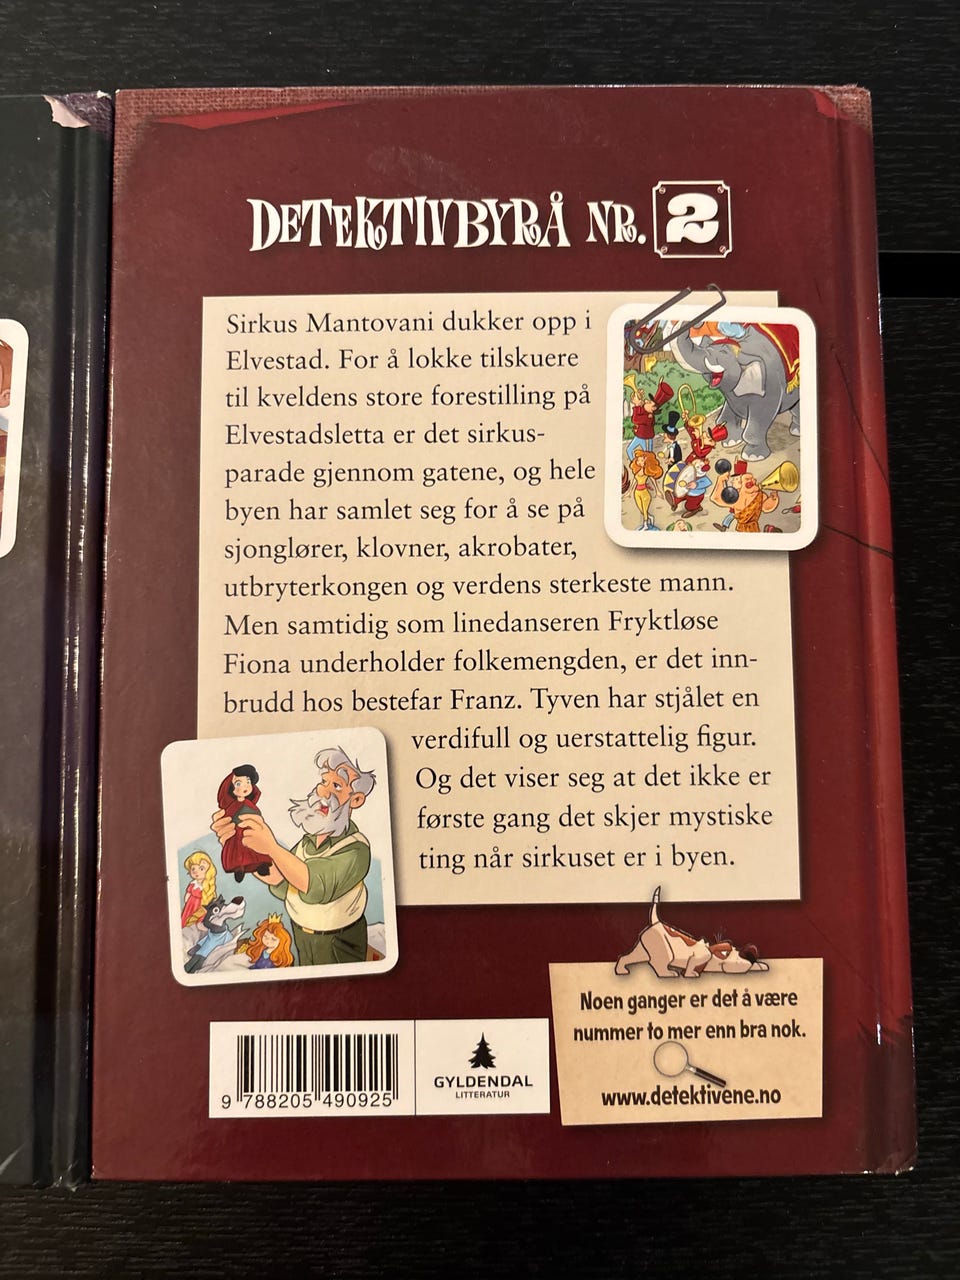 DETEKTIVBYRÅ NR. 2
Sirkus Mantovani dukker opp i
Elvestad. For å lokke tilskuere
til kveldens store forestilling på
Elvestadsletta er det sirkus-
parade gjennom gatene, og hele
byen har samlet seg for å se på
sjonglører, klovner, akrobater,
utbryterkongen og verdens sterkeste mann.
Men samtidig som linedanseren Fryktløse
Fiona underholder folkemengden, er det inn-
brudd hos bestefar Franz. Tyven har stjålet en
verdifull og uerstattelig figur.
Og det viser seg at det ikke er
første gang det skjer mystiske
ting når sirkuset er i byen.
Noen ganger er det å være
nummer to mer enn bra nok.
www.detektivene.no
GYLDENDAL
LITTERATUR
9 788205 490925